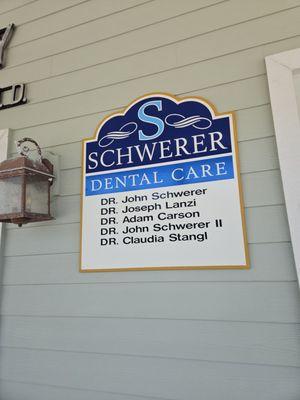 S
SCHWERER
DENTAL CARE
DR. John Schwerer
DR. Joseph Lanzi
DR. Adam Carson
DR. John Schwerer II
DR. Claudia Stangl